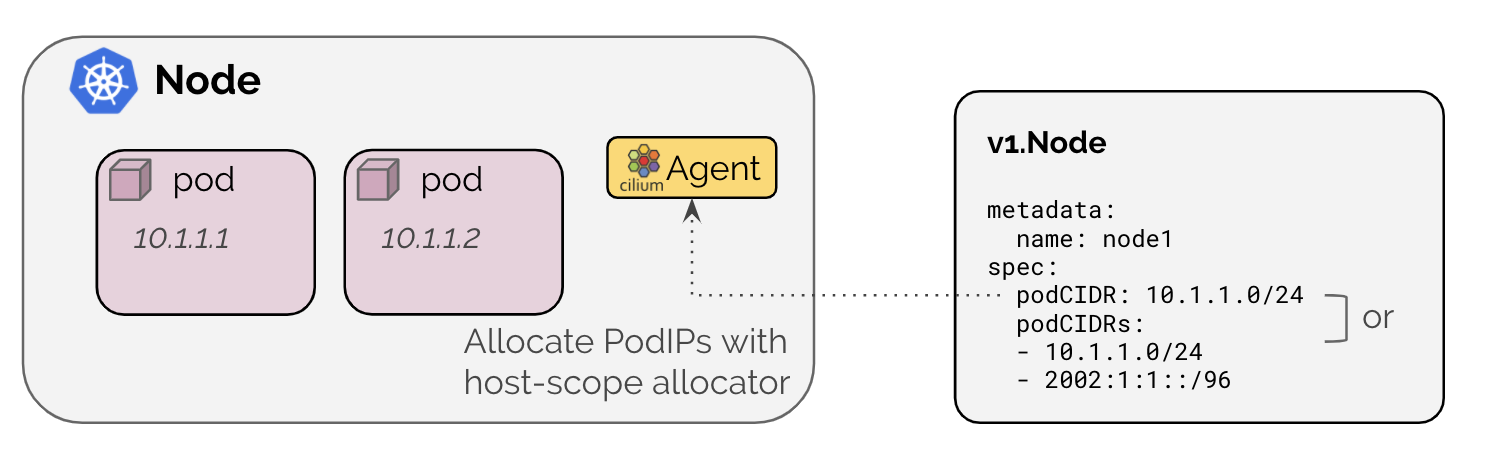 Node
pod
10.1.1.1
pod
10.1.1.2
cilium
Agent
Allocate PodIPs with
host-scope allocator
v1.Node
metadata:
  name: node1
spec:
  podCIDR: 10.1.1.0/24
  podCIDRs:
  - 10.1.1.0/24
  - 2002:1:1::/96
or